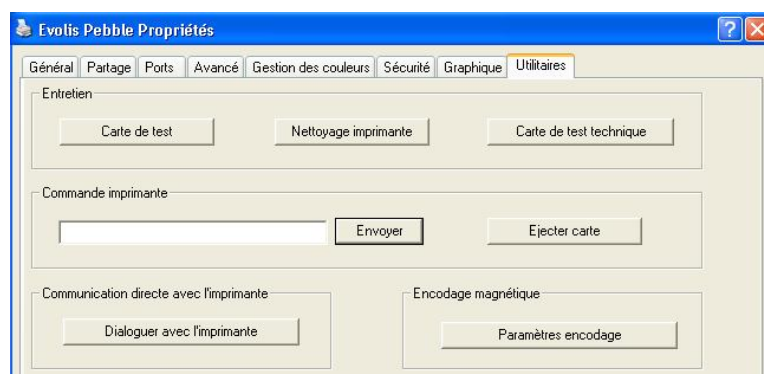 Evolis Pebble Propriétés
Général Partage Ports Avancé Gestion des couleurs Sécurité Graphique Utilitaires
Entretien
Carte de test Nettoyage imprimante Carte de test technique
Commande imprimante
Envoyer Ejecter carte
Communication directe avec l'imprimante Encodage magnétique
Dialoguer avec l'imprimante Paramètres encodage